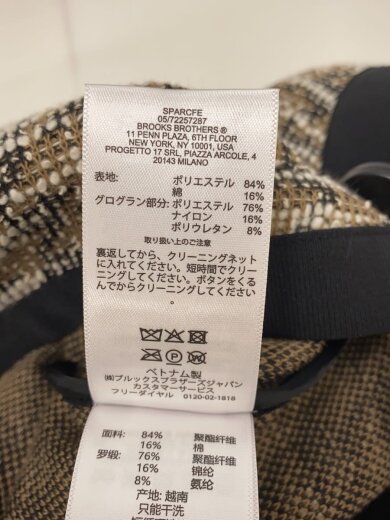 SPARCFE
05/72257287
BROOKS BROTHERS ®
11 PENN PLAZA, 6TH FLOOR
NEW YORK, NY 10001, USA
PROGETTO 17 SRL, PIAZZA ARCOLE, 4
20143 MILANO
表地: ポリエステル 84%
綿 16%
グログラン部分: ポリエステル 76%
ナイロン 16%
ポリウレタン 8%
取り扱い上のご注意
裏返してから、クリーニングネット
に入れてください。短時間でクリー
ニングしてください。ボタンをくる
んでからクリーニングしてください
。
ベトナム製
㈱ブルックスブラザーズジャパン
カスタマーサービス
フリーダイヤル 0120-02-1818
面料: 84% 聚酯纤维
16% 棉
罗缎: 76% 聚酯纤维
16% 锦纶
8% 氨纶
产地: 越南
只能干洗